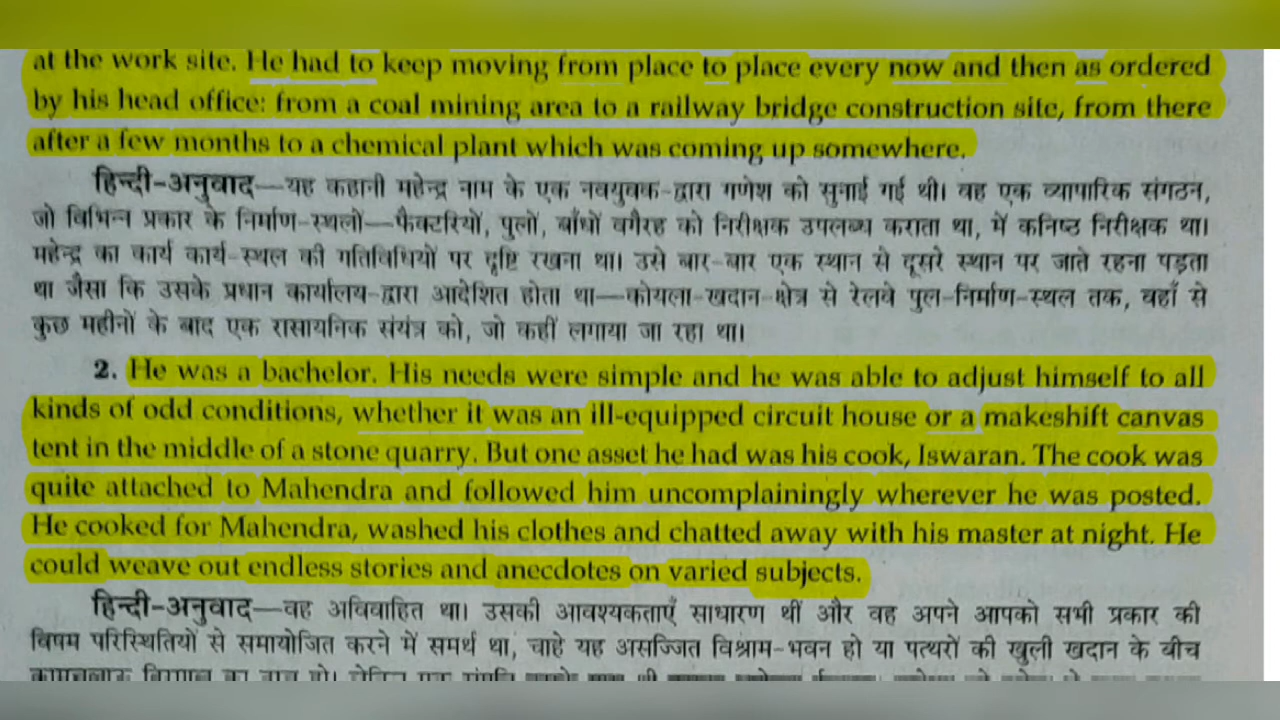 at the work site. He had to keep moving from place to place every now and then as ordered
by his head office: from a coal mining area to a railway bridge construction site, from there
after a few months to a chemical plant which was coming up somewhere.
हिन्दी-अनुवाद—यह कहानी महेन्द्र नाम के एक नवयुवक-द्वारा गणेश को सुनाई गई थी। वह एक व्यापारिक संगठन,
जो विभिन्न प्रकार के निर्माण-स्थलों—फैक्टरियों, पुलों, बाँधों वगैरह को निरीक्षक उपलब्ध कराता था, में कनिष्ठ निरीक्षक था।
महेन्द्र का कार्य कार्य-स्थल की गतिविधियों पर दृष्टि रखना था। उसे बार-बार एक स्थान से दूसरे स्थान पर जाते रहना पड़ता
था जैसा कि उसके प्रधान कार्यालय-द्वारा आदेशित होता था—कोयला-खदान-क्षेत्र से रेलवे पुल-निर्माण-स्थल तक, वहाँ से
कुछ महीनों के बाद एक रासायनिक संयंत्र को, जो कहीं लगाया जा रहा था।
2. He was a bachelor. His needs were simple and he was able to adjust himself to all
kinds of odd conditions, whether it was an ill-equipped circuit house or a makeshift canvas
tent in the middle of a stone quarry. But one asset he had was his cook, Iswaran. The cook was
quite attached to Mahendra and followed him uncomplainingly wherever he was posted.
He cooked for Mahendra, washed his clothes and chatted away with his master at night. He
could weave out endless stories and anecdotes on varied subjects.
हिन्दी-अनुवाद—वह अविवाहित था। उसकी आवश्यकताएँ साधारण थीं और वह अपने आपको सभी प्रकार की
विषम परिस्थितियों से समायोजित करने में समर्थ था, चाहे यह असज्जित विश्राम-भवन हो या पत्थरों की खुली खदान के बीच